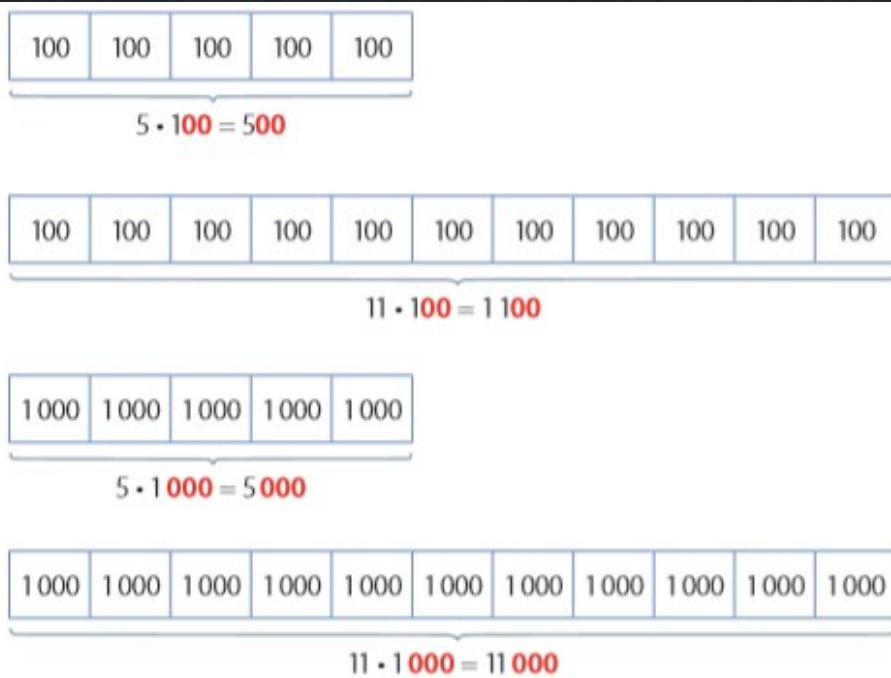 100 100 100 100 100
5 • 100 = 500
100 100 100 100 100 100 100 100 100 100 100
11 • 100 = 1 100
1 000 1 000 1 000 1 000 1 000
5 • 1 000 = 5 000
1 000 1 000 1 000 1 000 1 000 1 000 1 000 1 000 1 000 1 000 1 000
11 • 1 000 = 11 000